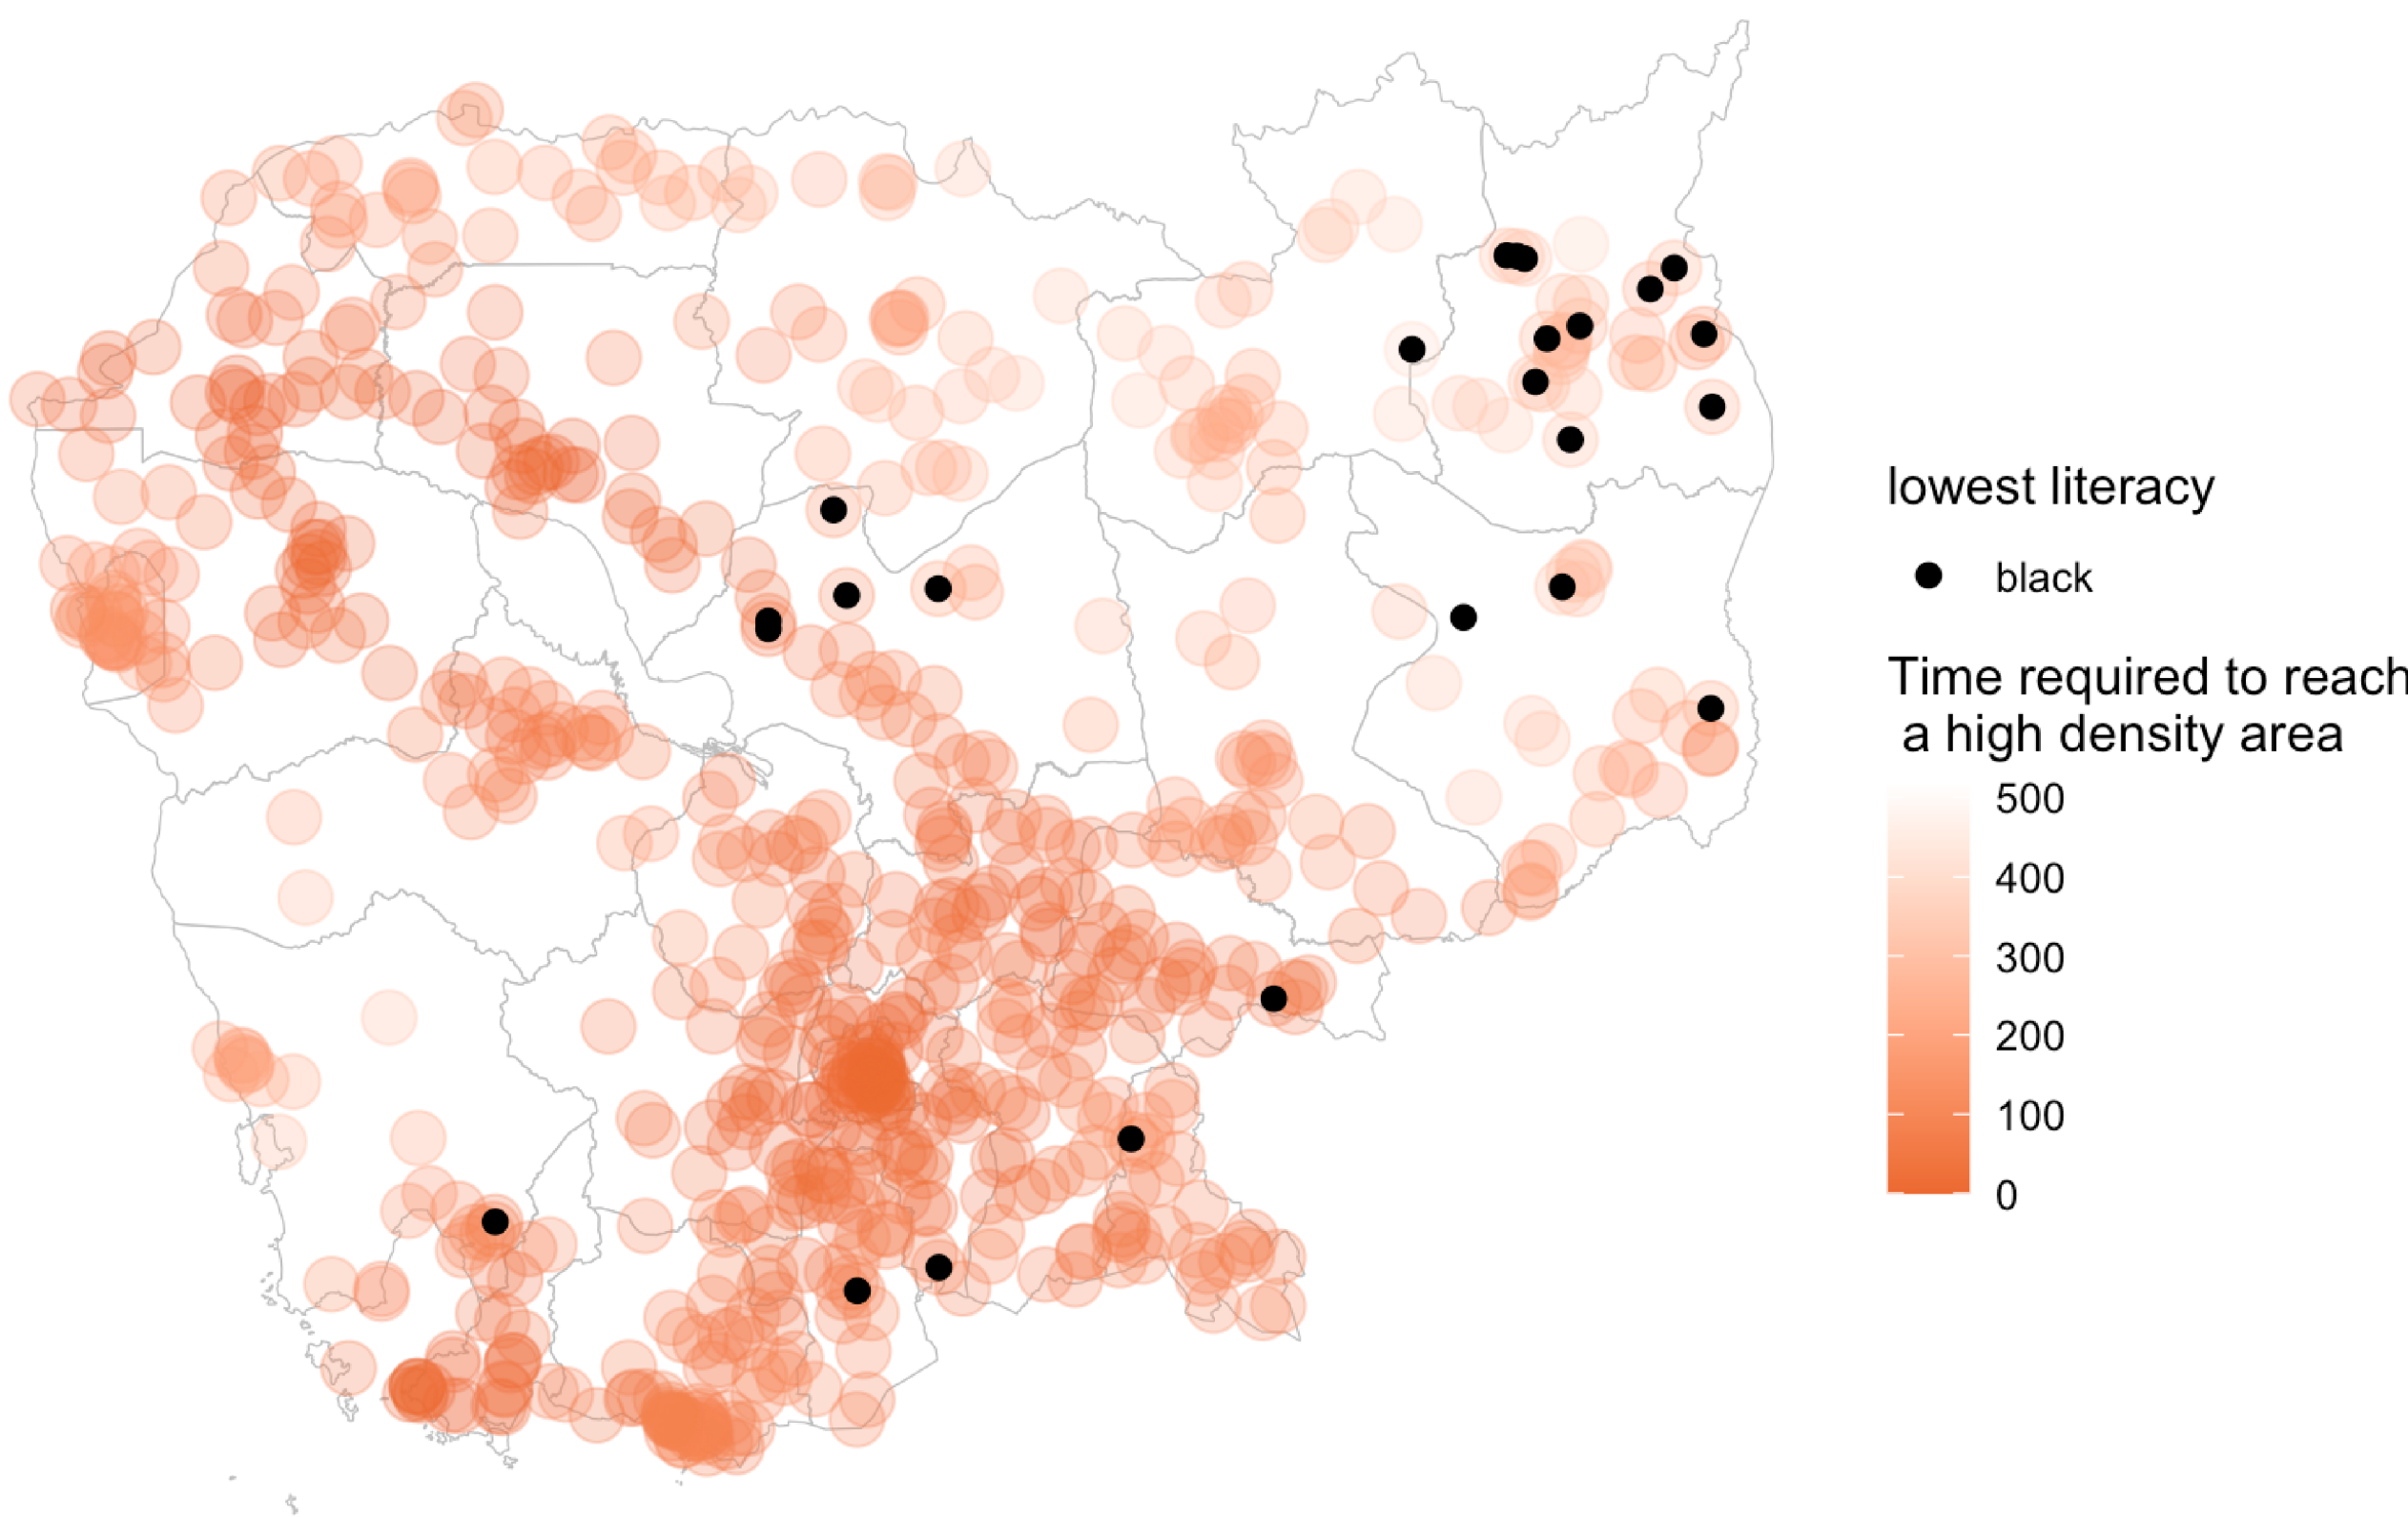 lowest literacy
black
Time required to reach
a high density area
500
400
300
200
100
0